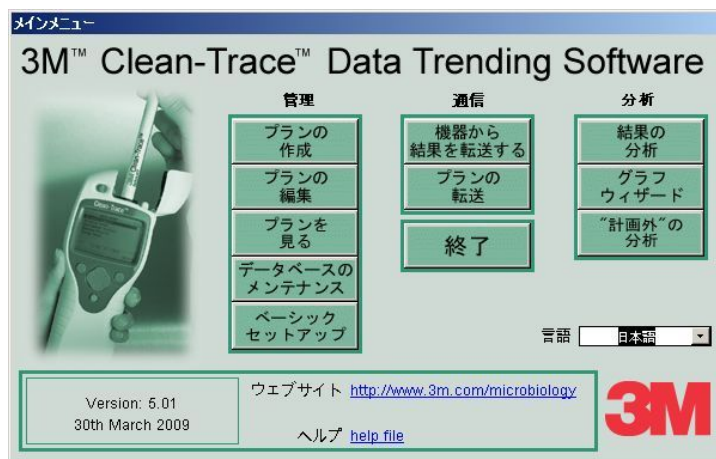 メインメニュー
3M™ Clean-Trace™ Data Trending Software
管理
プランの
作成
プランの
編集
プランを
見る
データベースの
メンテナンス
ベーシック
セットアップ
通信
機器から
結果を転送する
プランの
転送
終了
分析
結果の
分析
グラフ
ウィザード
"計画外"の
分析
言語 日本語
Version: 5.01
30th March 2009
ウェブサイト http://www.3m.com/microbiology
ヘルプ help file
3M
Clean-Trace™